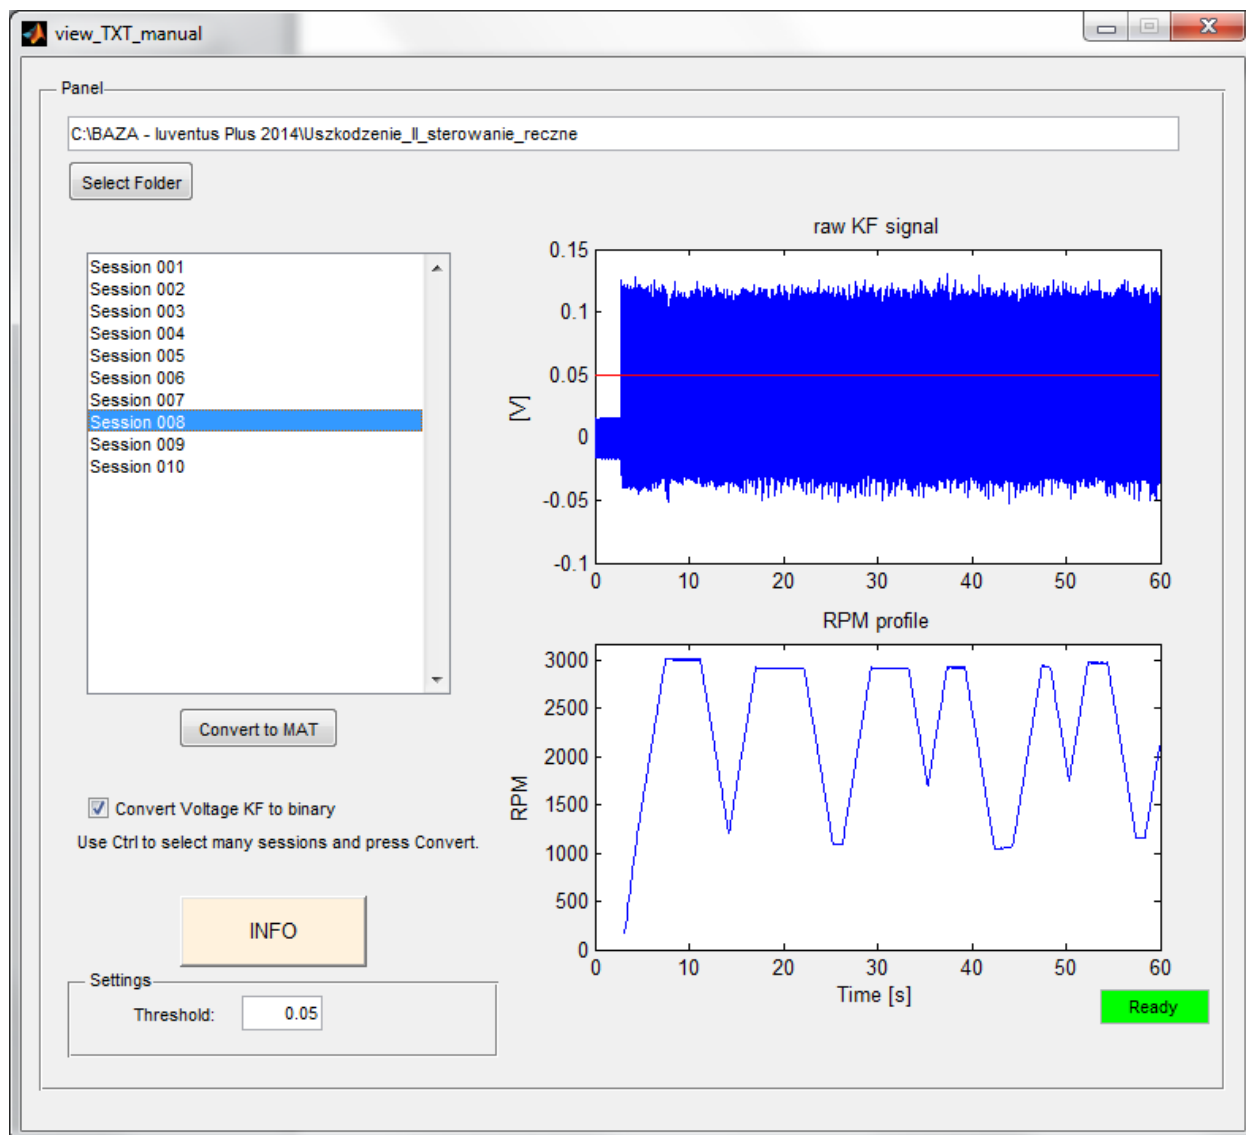 view_TXT_manual
Panel
C:\BAZA - Iuventus Plus 2014\Uszkodzenie_II_sterowanie_reczne
Select Folder
Session 001
Session 002
Session 003
Session 004
Session 005
Session 006
Session 007
Session 008
Session 009
Session 010
Convert to MAT
Convert Voltage KF to binary
Use Ctrl to select many sessions and press Convert.
INFO
Settings
Threshold: 0.05
raw KF signal
0.15
0.1
0.05
0
-0.05
-0.1
[V]
0 10 20 30 40 50 60
RPM profile
3000
2500
2000
1500
1000
500
0
RPM
0 10 20 30 40 50 60
Time [s]
Ready